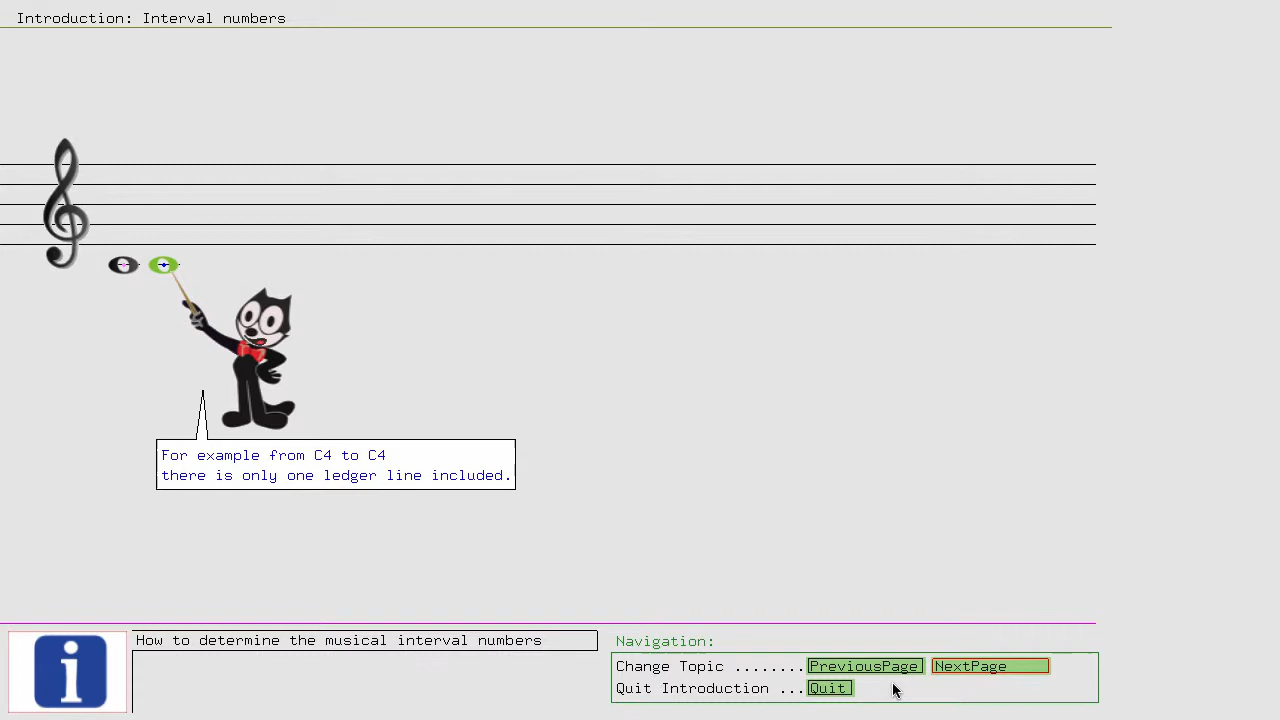 Introduction: Interval numbers
For example from C4 to C4
there is only one ledger line included.
i
How to determine the musical interval numbers
Navigation:
Change Topic ........ PreviousPage NextPage
Quit Introduction ... Quit